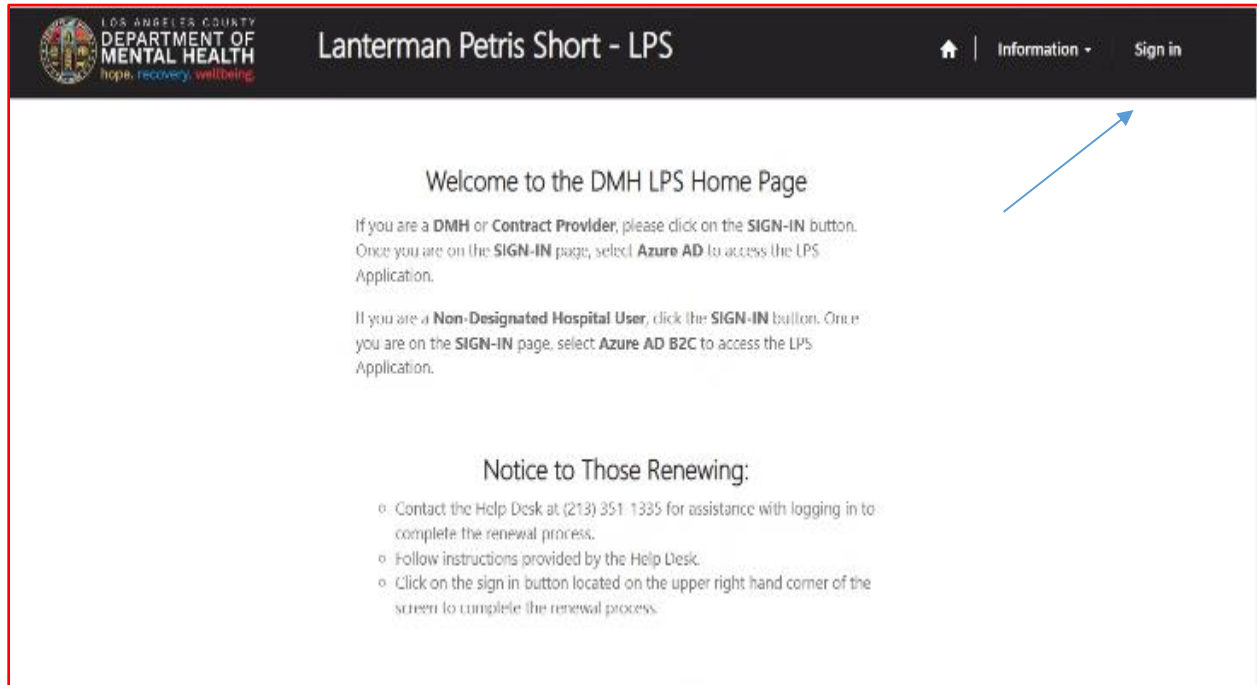 LOS ANGELES COUNTY
DEPARTMENT OF
MENTAL HEALTH
hope. recovery. wellbeing.
Lanterman Petris Short - LPS
Information
Sign in
Welcome to the DMH LPS Home Page
If you are a DMH or Contract Provider, please click on the SIGN-IN button.
Once you are on the SIGN-IN page, select Azure AD to access the LPS
Application.
If you are a Non-Designated Hospital User, click the SIGN-IN button. Once
you are on the SIGN-IN page, select Azure AD B2C to access the LPS
Application.
Notice to Those Renewing:
Contact the Help Desk at (213) 351-1335 for assistance with logging in to
complete the renewal process.
Follow instructions provided by the Help Desk.
Click on the sign in button located on the upper right hand corner of the
screen to complete the renewal process.